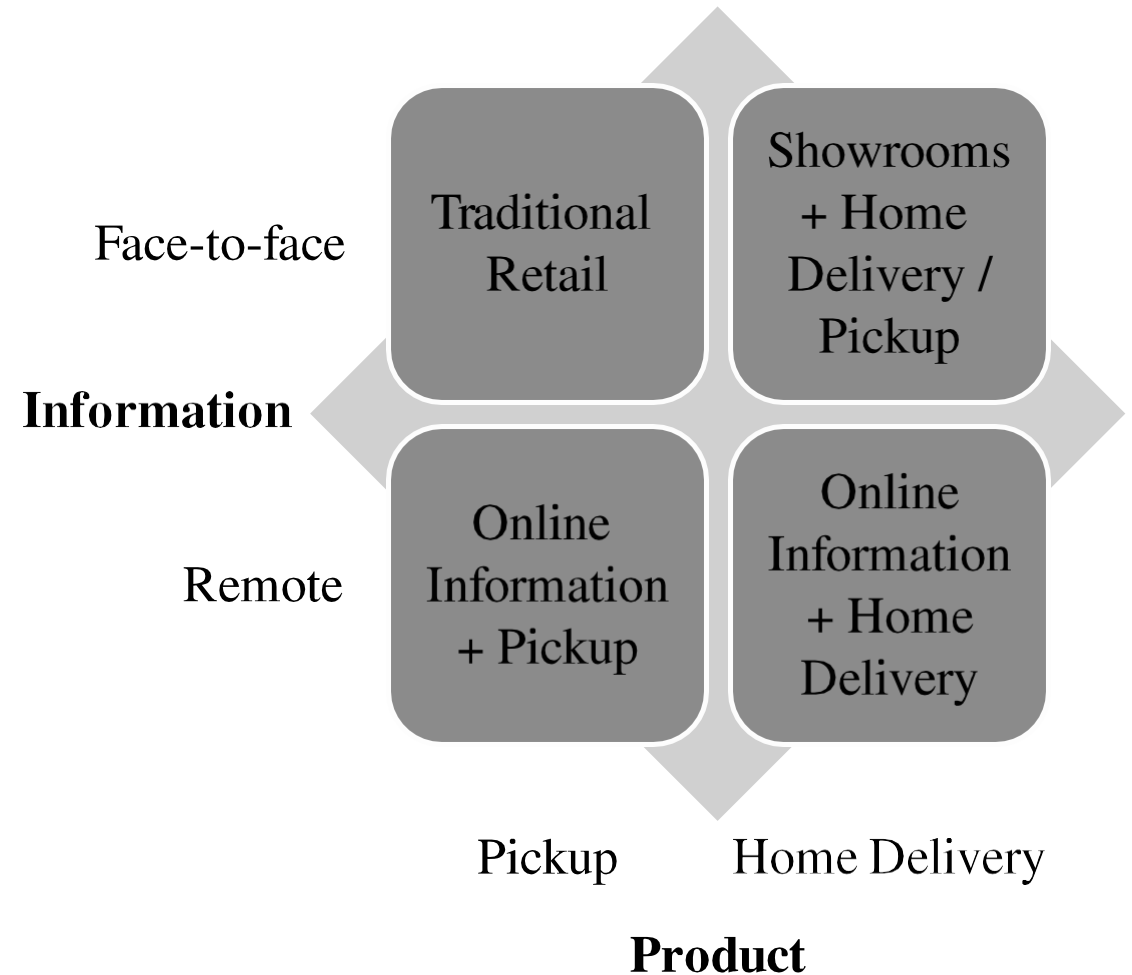 Face-to-face
Traditional
Retail
Showrooms
+ Home
Delivery /
Pickup
Information
Remote
Online
Information
+ Pickup
Online
Information
+ Home
Delivery
Pickup
Home Delivery
Product